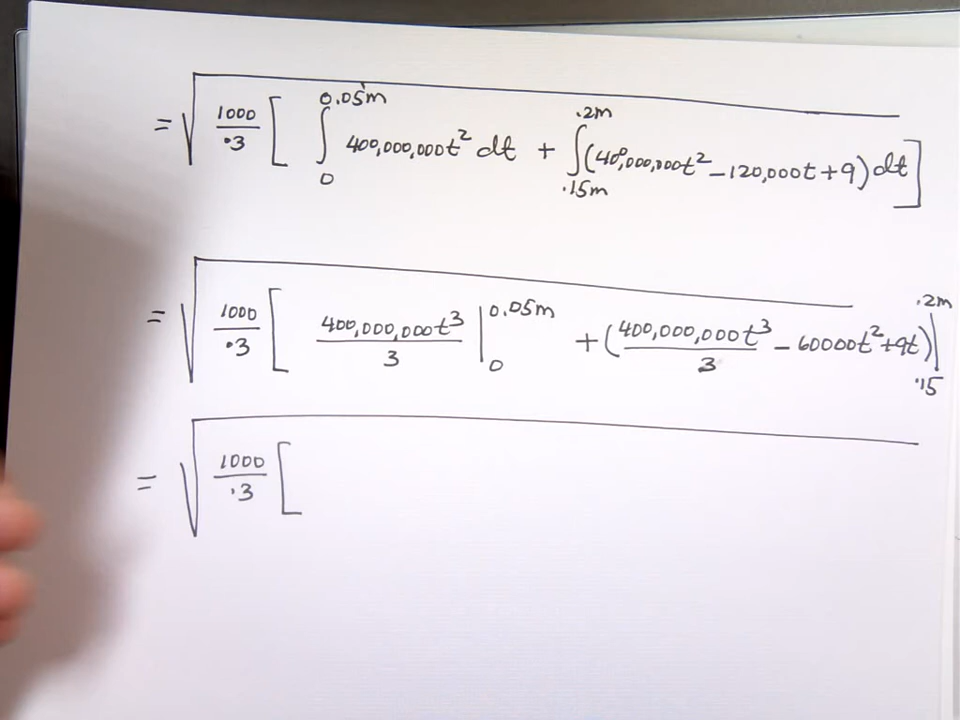 = √(1000/.3 [ ∫₀^0.05m 400,000,000t² dt + ∫_.15m^.2m (400,000,000t² - 120,000t + 9) dt ]
= √(1000/.3 [ 400,000,000t³/3 |₀^0.05m + (400,000,000t³/3 - 60000t² + 9t) |_.15^.2m
= √(1000/.3 [